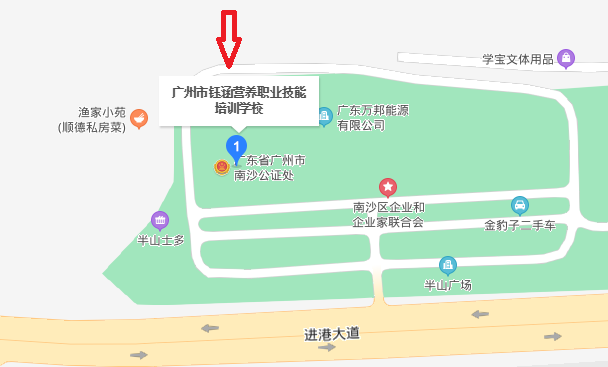 学宝文体用品
广州市钰涵营养职业技能
培训学校
渔家小苑
(顺德私房菜)
广东万邦能源
有限公司
1
广东省广州市
南沙公证处
南沙区企业和
企业家联合会
金豹子二手车
半山士多
半山广场
进港大道